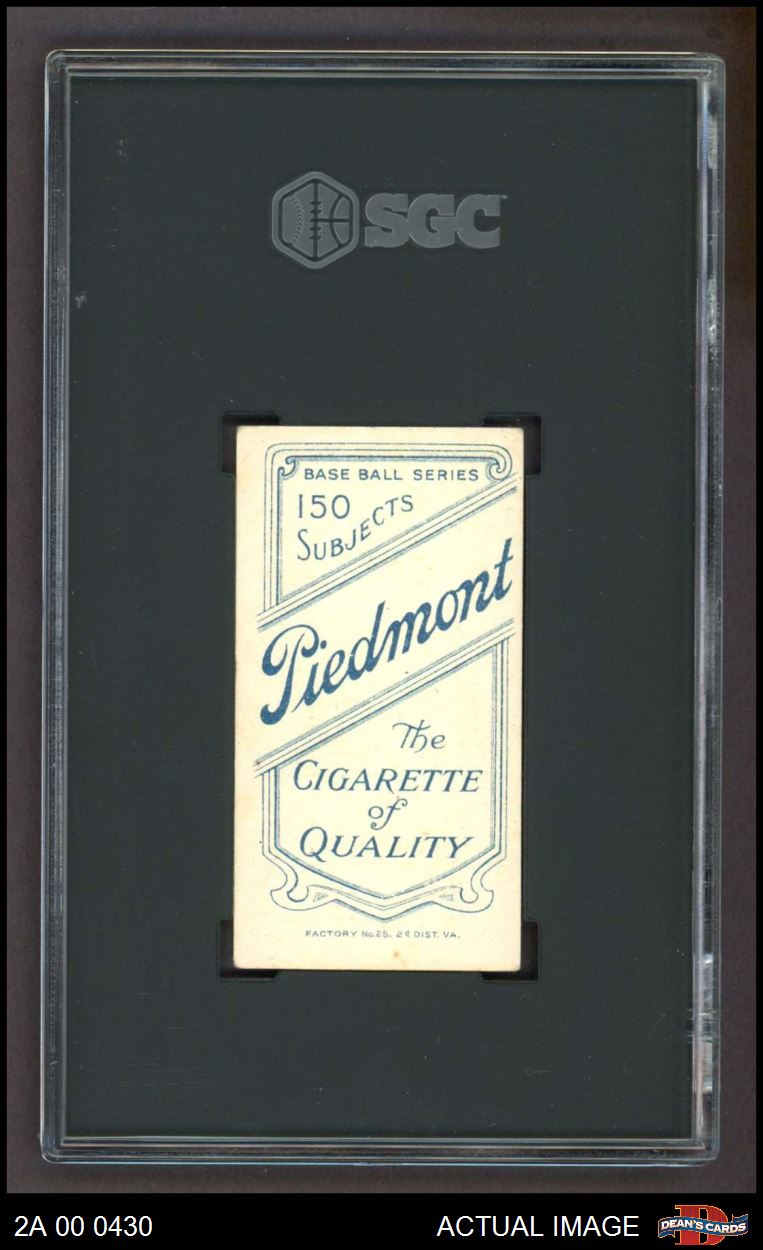 SGC
BASE BALL SERIES
150
SUBJECTS
Piedmont
The
CIGARETTE
of
QUALITY
FACTORY No. 25. 2d DIST. VA.
2A 00 0430
ACTUAL IMAGE
DEAN'S CARDS